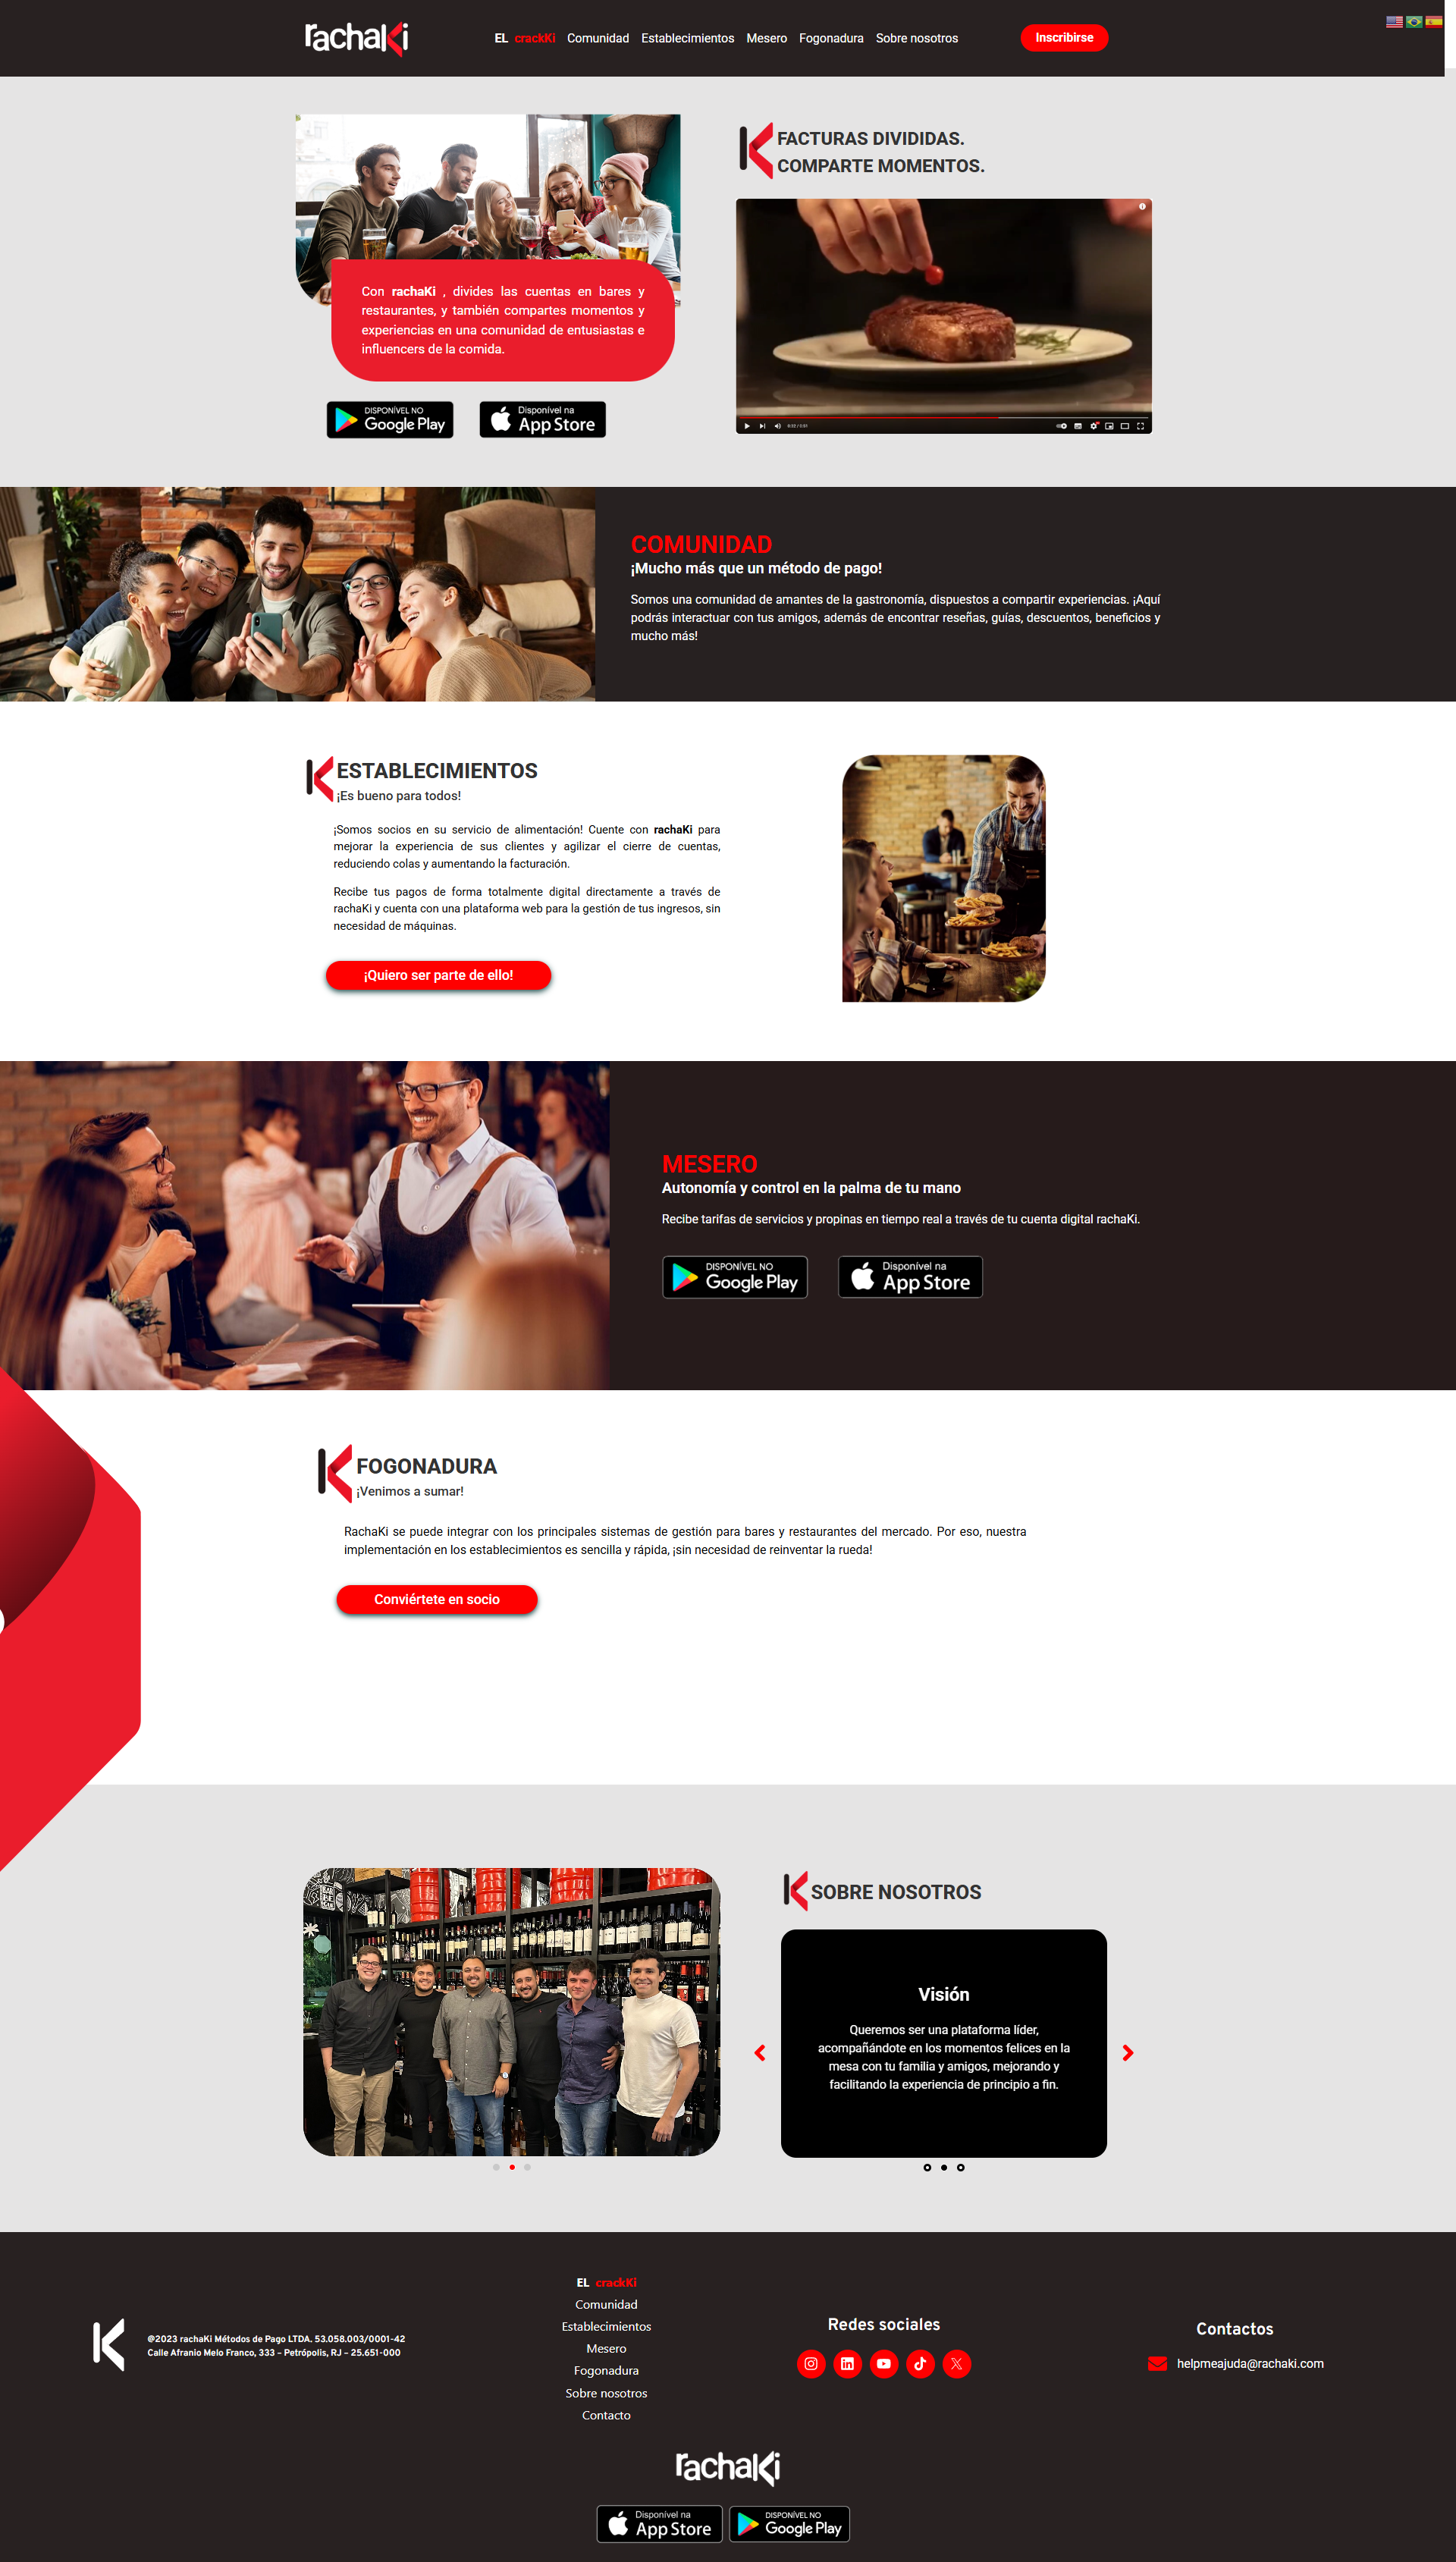 rachaKi
EL crackKi Comunidad Establecimientos Mesero Fogonadura Sobre nosotros
Inscribirse
FACTURAS DIVIDIDAS.
COMPARTE MOMENTOS.
Con rachaKi , divides las cuentas en bares y
restaurantes, y también compartes momentos y
experiencias en una comunidad de entusiastas e
influencers de la comida.
DISPONÍVEL NO
Google Play
Disponível na
App Store
COMUNIDAD
¡Mucho más que un método de pago!
Somos una comunidad de amantes de la gastronomía, dispuestos a compartir experiencias. ¡Aquí
podrás interactuar con tus amigos, además de encontrar reseñas, guías, descuentos, beneficios y
mucho más!
ESTABLECIMIENTOS
¡Es bueno para todos!
¡Somos socios en su servicio de alimentación! Cuente con rachaKi para
mejorar la experiencia de sus clientes y agilizar el cierre de cuentas,
reduciendo colas y aumentando la facturación.
Recibe tus pagos de forma totalmente digital directamente a través de
rachaKi y cuenta con una plataforma web para la gestión de tus ingresos, sin
necesidad de máquinas.
¡Quiero ser parte de ello!
MESERO
Autonomía y control en la palma de tu mano
Recibe tarifas de servicios y propinas en tiempo real a través de tu cuenta digital rachaKi.
DISPONÍVEL NO
Google Play
Disponível na
App Store
FOGONADURA
¡Venimos a sumar!
RachaKi se puede integrar con los principales sistemas de gestión para bares y restaurantes del mercado. Por eso, nuestra
implementación en los establecimientos es sencilla y rápida, ¡sin necesidad de reinventar la rueda!
Conviértete en socio
SOBRE NOSOTROS
Visión
Queremos ser una plataforma líder,
acompañándote en los momentos felices en la
mesa con tu familia y amigos, mejorando y
facilitando la experiencia de principio a fin.
@2023 rachaKi Métodos de Pago LTDA. 53.058.003/0001-42
Calle Afranio Melo Franco, 333 – Petrópolis, RJ – 25.651-000
EL crackKi
Comunidad
Establecimientos
Mesero
Fogonadura
Sobre nosotros
Contacto
Redes sociales
Contactos
helpmeajuda@rachaki.com
rachaKi
Disponível na
App Store
DISPONÍVEL NO
Google Play